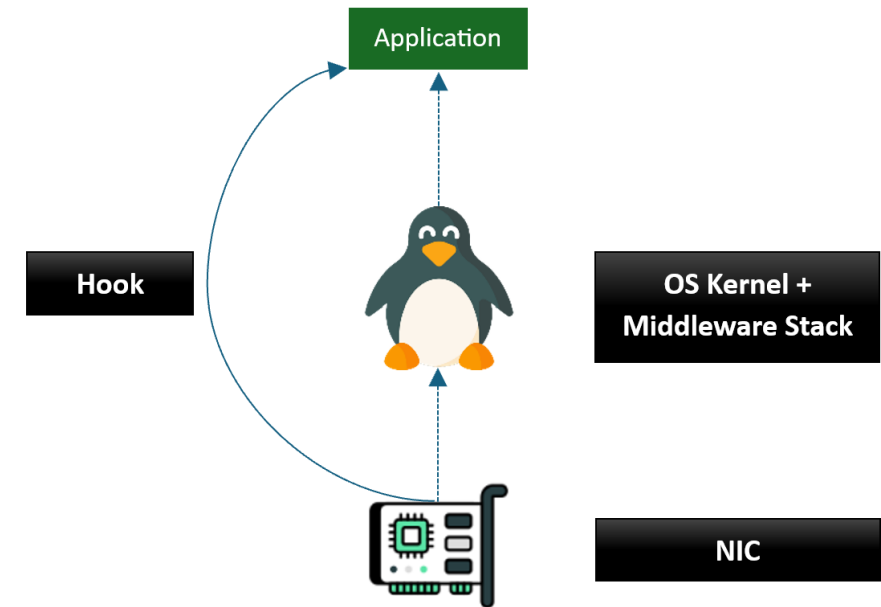 Application
Hook
OS Kernel +
Middleware Stack
NIC